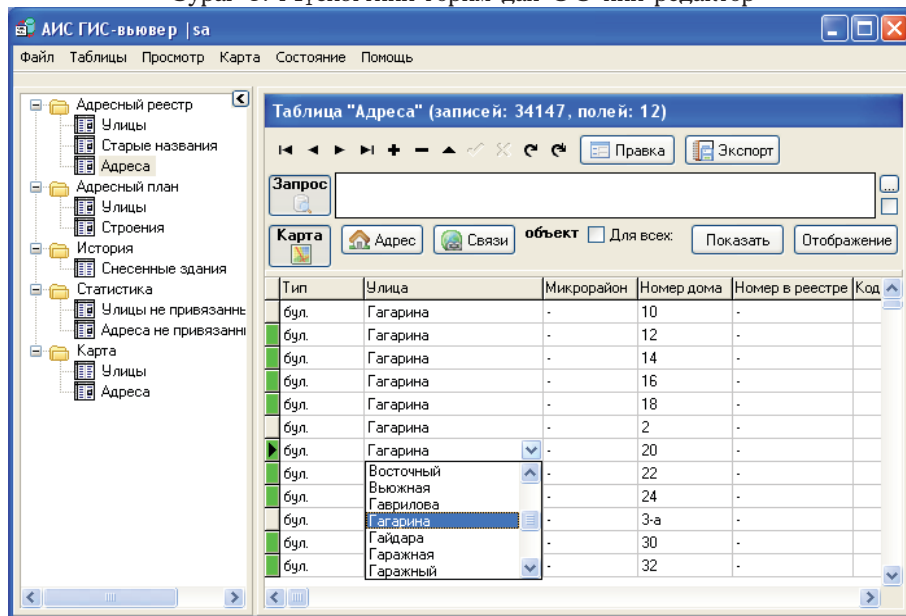 АИС ГИС-вьювер |sa
Файл Таблицы Просмотр Карта Состояние Помощь
Адресный реестр
Улицы
Старые названия
Адреса
Адресный план
Улицы
Строения
История
Снесенные здания
Статистика
Улицы не привязаннь
Адреса не привязанн
Карта
Улицы
Адреса
Таблица "Адреса" (записей: 34147, полей: 12)
Правка Экспорт
Запрос ...
Карта Адрес Связи объект Для всех: Показать Отображение
Тип Улица Микрорайон Номер дома Номер в реестре Код
бул. Гагарина - 10 -
бул. Гагарина - 12 -
бул. Гагарина - 14 -
бул. Гагарина - 16 -
бул. Гагарина - 18 -
бул. Гагарина - 2 -
бул. Гагарина - 20 -
бул. - 22 -
бул. - 24 -
бул. - 3-а -
бул. - 30 -
бул. - 32 -
Восточный
Вьюжная
Гаврилова
Гагарина
Гайдара
Гаражная
Гаражный